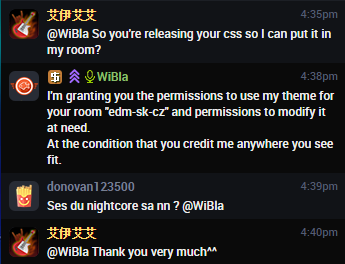 艾伊艾艾 4:35pm
@WiBla So you're releasing your css so I can put it in
my room?
WiBla 4:38pm
I'm granting you the permissions to use my theme for
your room "edm-sk-cz" and permissions to modify it
at need.
At the condition that you credit me anywhere you see
fit.
donovan123500 4:39pm
Ses du nightcore sa nn ? @WiBla
艾伊艾艾 4:40pm
@WiBla Thank you very much^^